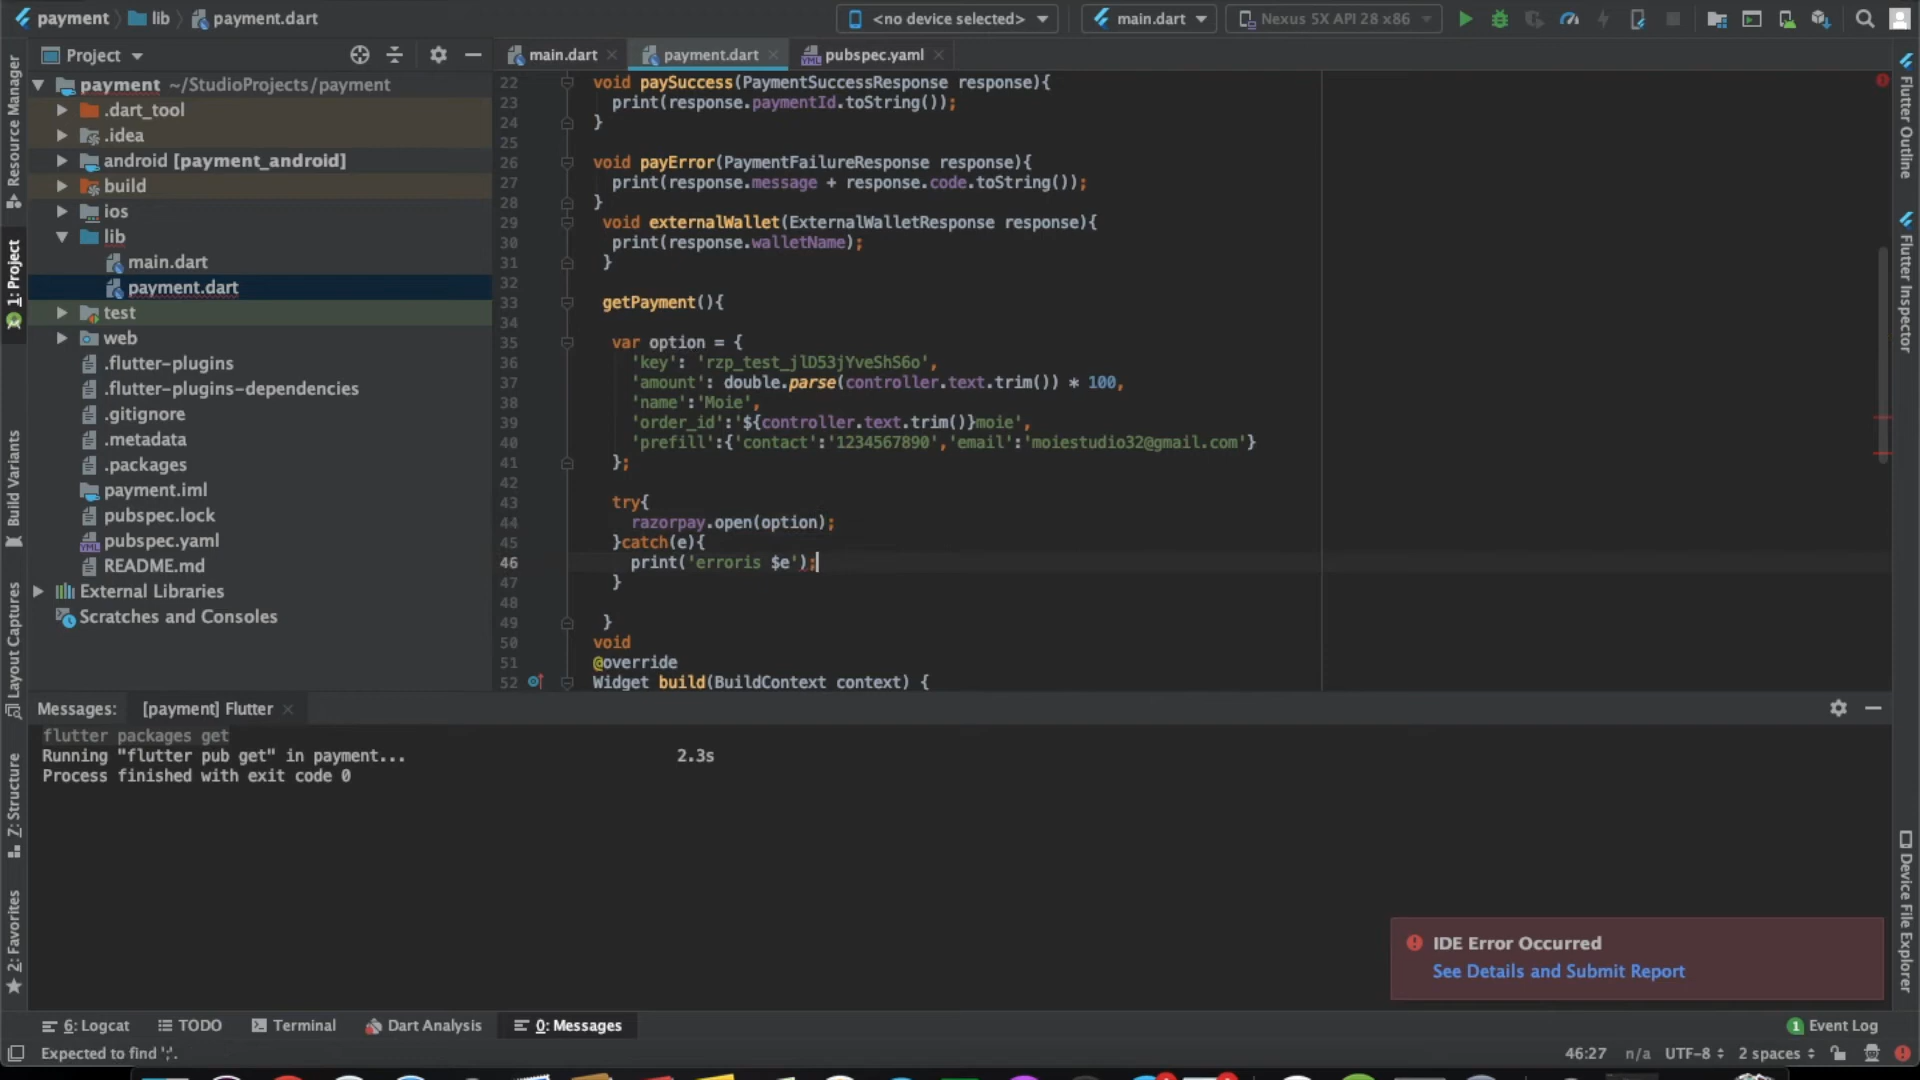 payment
lib
payment.dart
<no device selected>
main.dart
Nexus 5X API 28 x86
Project
main.dart
payment.dart
pubspec.yaml
payment ~/StudioProjects/payment
.dart_tool
.idea
android [payment_android]
build
ios
lib
main.dart
payment.dart
test
web
.flutter-plugins
.flutter-plugins-dependencies
.gitignore
.metadata
.packages
payment.iml
pubspec.lock
pubspec.yaml
README.md
External Libraries
Scratches and Consoles
Resource Manager
1: Project
Build Variants
Layout Captures
Z: Structure
2: Favorites
22 void paySuccess(PaymentSuccessResponse response){
23 print(response.paymentId.toString());
24 }
25
26 void payError(PaymentFailureResponse response){
27 print(response.message + response.code.toString());
28 }
29 void externalWallet(ExternalWalletResponse response){
30 print(response.walletName);
31 }
32
33 getPayment(){
34
35 var option = {
36 'key': 'rzp_test_jlD53jYveShS6o',
37 'amount': double.parse(controller.text.trim()) * 100,
38 'name':'Moie',
39 'order_id':'${controller.text.trim()}moie',
40 'prefill':{'contact':'1234567890','email':'moiestudio32@gmail.com'}
41 };
42
43 try{
44 razorpay.open(option);
45 }catch(e){
46 print('erroris $e');
47 }
48
49 }
50 void
51 @override
52 Widget build(BuildContext context) {
Flutter Outline
Flutter Inspector
Device File Explorer
Messages:
[payment] Flutter
flutter packages get
Running "flutter pub get" in payment... 2.3s
Process finished with exit code 0
IDE Error Occurred
See Details and Submit Report
6: Logcat
TODO
Terminal
Dart Analysis
0: Messages
1 Event Log
Expected to find ';'.
46:27
n/a
UTF-8
2 spaces